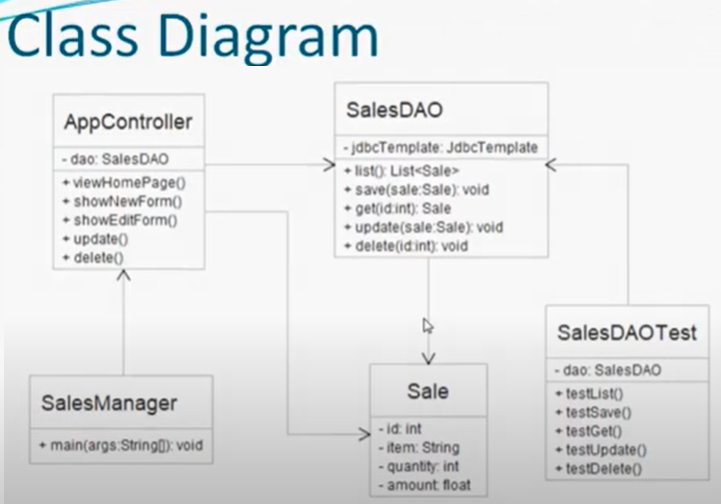 Class Diagram
AppController
- dao: SalesDAO
+ viewHomePage()
+ showNewForm()
+ showEditForm()
+ update()
+ delete()
SalesDAO
- jdbcTemplate: JdbcTemplate
+ list(): List<Sale>
+ save(sale:Sale): void
+ get(id:int): Sale
+ update(sale:Sale): void
+ delete(id:int): void
SalesManager
+ main(args:String[]): void
Sale
- id: int
- item: String
- quantity: int
- amount: float
SalesDAOTest
- dao: SalesDAO
+ testList()
+ testSave()
+ testGet()
+ testUpdate()
+ testDelete()